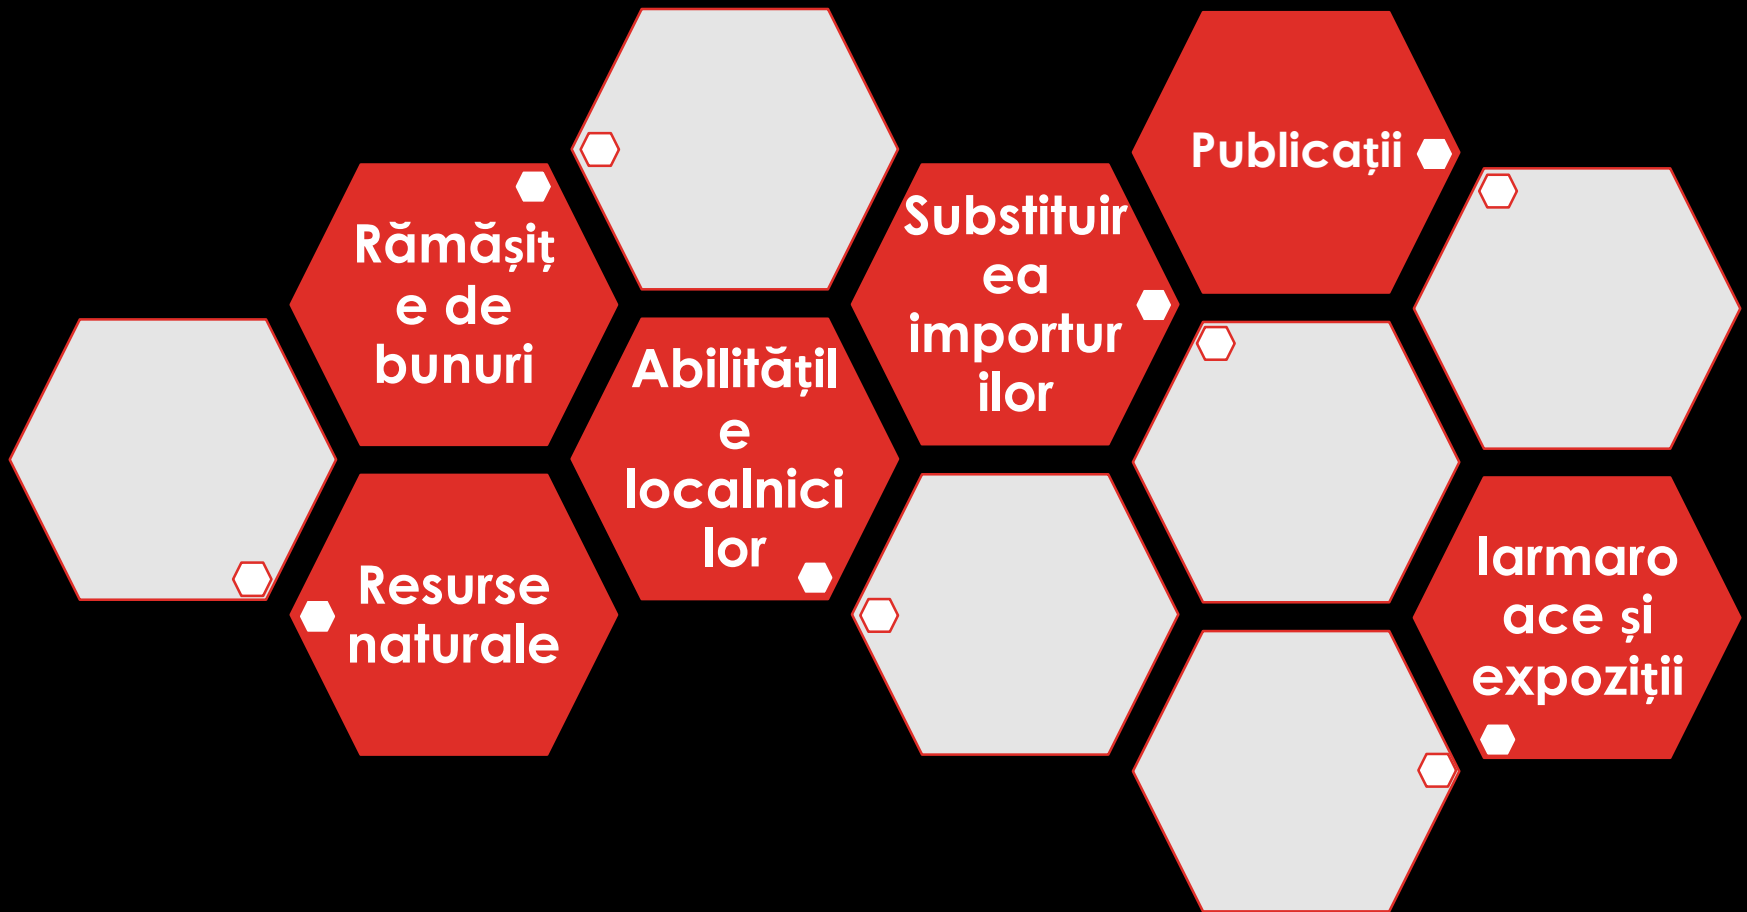 Rămășiț
e de
bunuri
Resurse
naturale
Abilitățil
e
localnici
lor
Substituir
ea
importur
ilor
Publicații
Iarmaro
ace și
expoziții